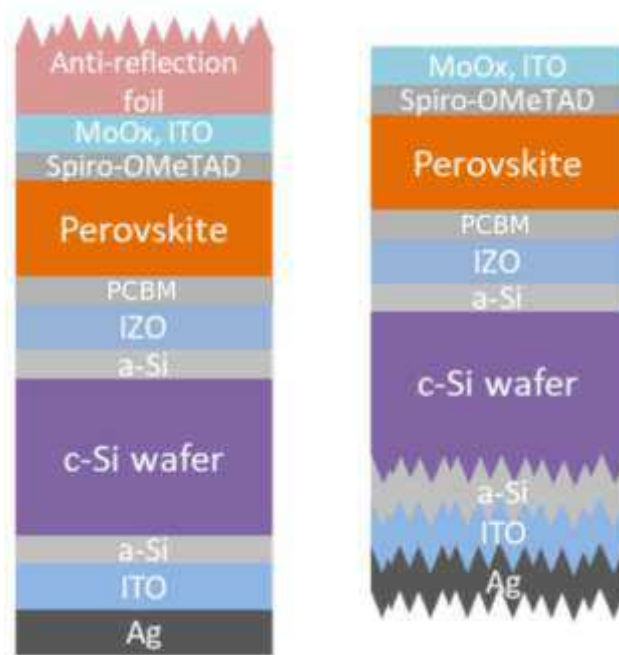 Anti-reflection
foil
MoOx, ITO
Spiro-OMeTAD
Perovskite
PCBM
IZO
a-Si
c-Si wafer
a-Si
ITO
Ag
MoOx, ITO
Spiro-OMeTAD
Perovskite
PCBM
IZO
a-Si
c-Si wafer
a-Si
ITO
Ag